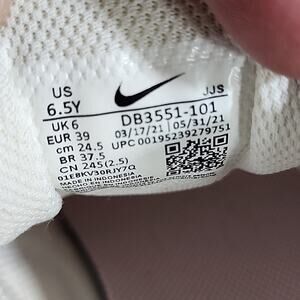 US JJS
6.5Y DB3551-101
UK 6 03/17/21 05/31/21
EUR 39 UPC 00195239279751
cm 24.5
BR 37.5
CN 245(2.5)
01E8KV30RJY7Q
MADE IN INDONESIA